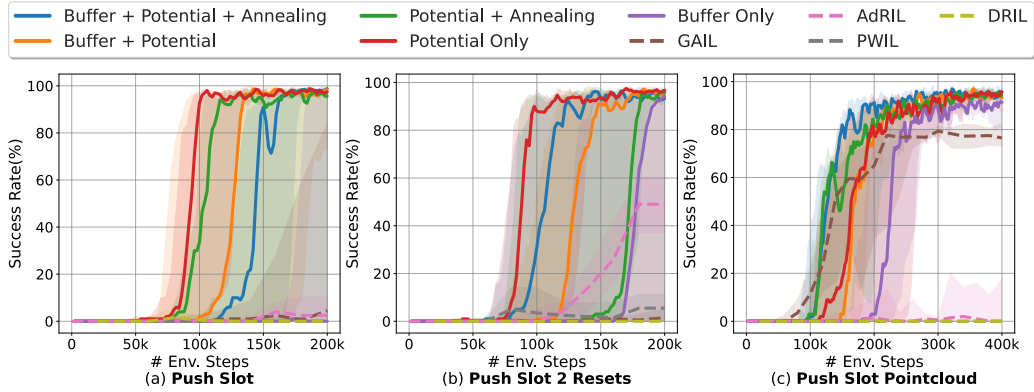 Buffer + Potential + Annealing
Potential + Annealing
Buffer Only
AdRIL
DRIL
Buffer + Potential
Potential Only
GAIL
PWIL
Success Rate(%)
100
80
60
40
20
0
0
50k
100k
150k
200k
# Env. Steps
(a) Push Slot
Success Rate(%)
100
80
60
40
20
0
0
50k
100k
150k
200k
# Env. Steps
(b) Push Slot 2 Resets
Success Rate(%)
100
80
60
40
20
0
0
100k
200k
300k
400k
# Env. Steps
(c) Push Slot Pointcloud